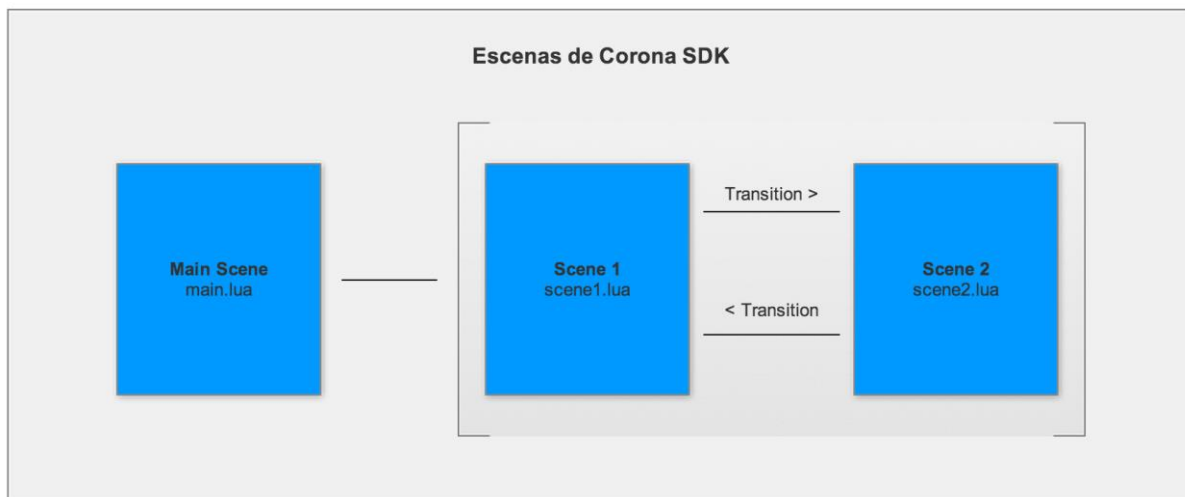 Escenas de Corona SDK
Main Scene
main.lua
Scene 1
scene1.lua
Transition >
< Transition
Scene 2
scene2.lua